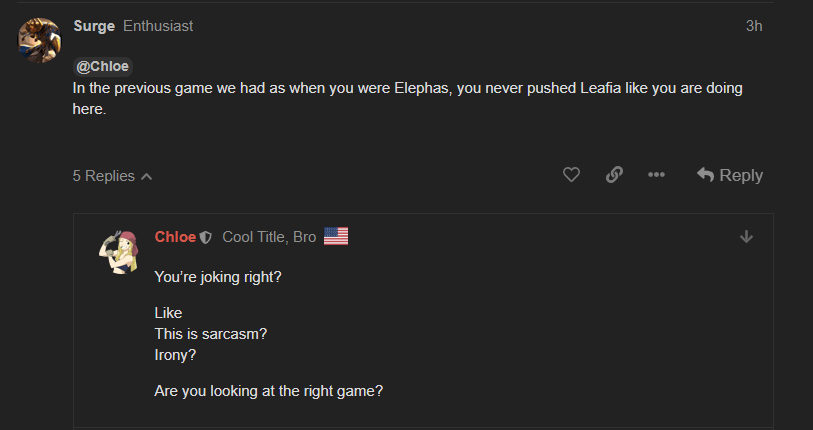 Surge Enthusiast 3h
@Chloe
In the previous game we had as when you were Elephas, you never pushed Leafia like you are doing
here.
5 Replies Reply
Chloe Cool Title, Bro
You're joking right?
Like
This is sarcasm?
Irony?
Are you looking at the right game?